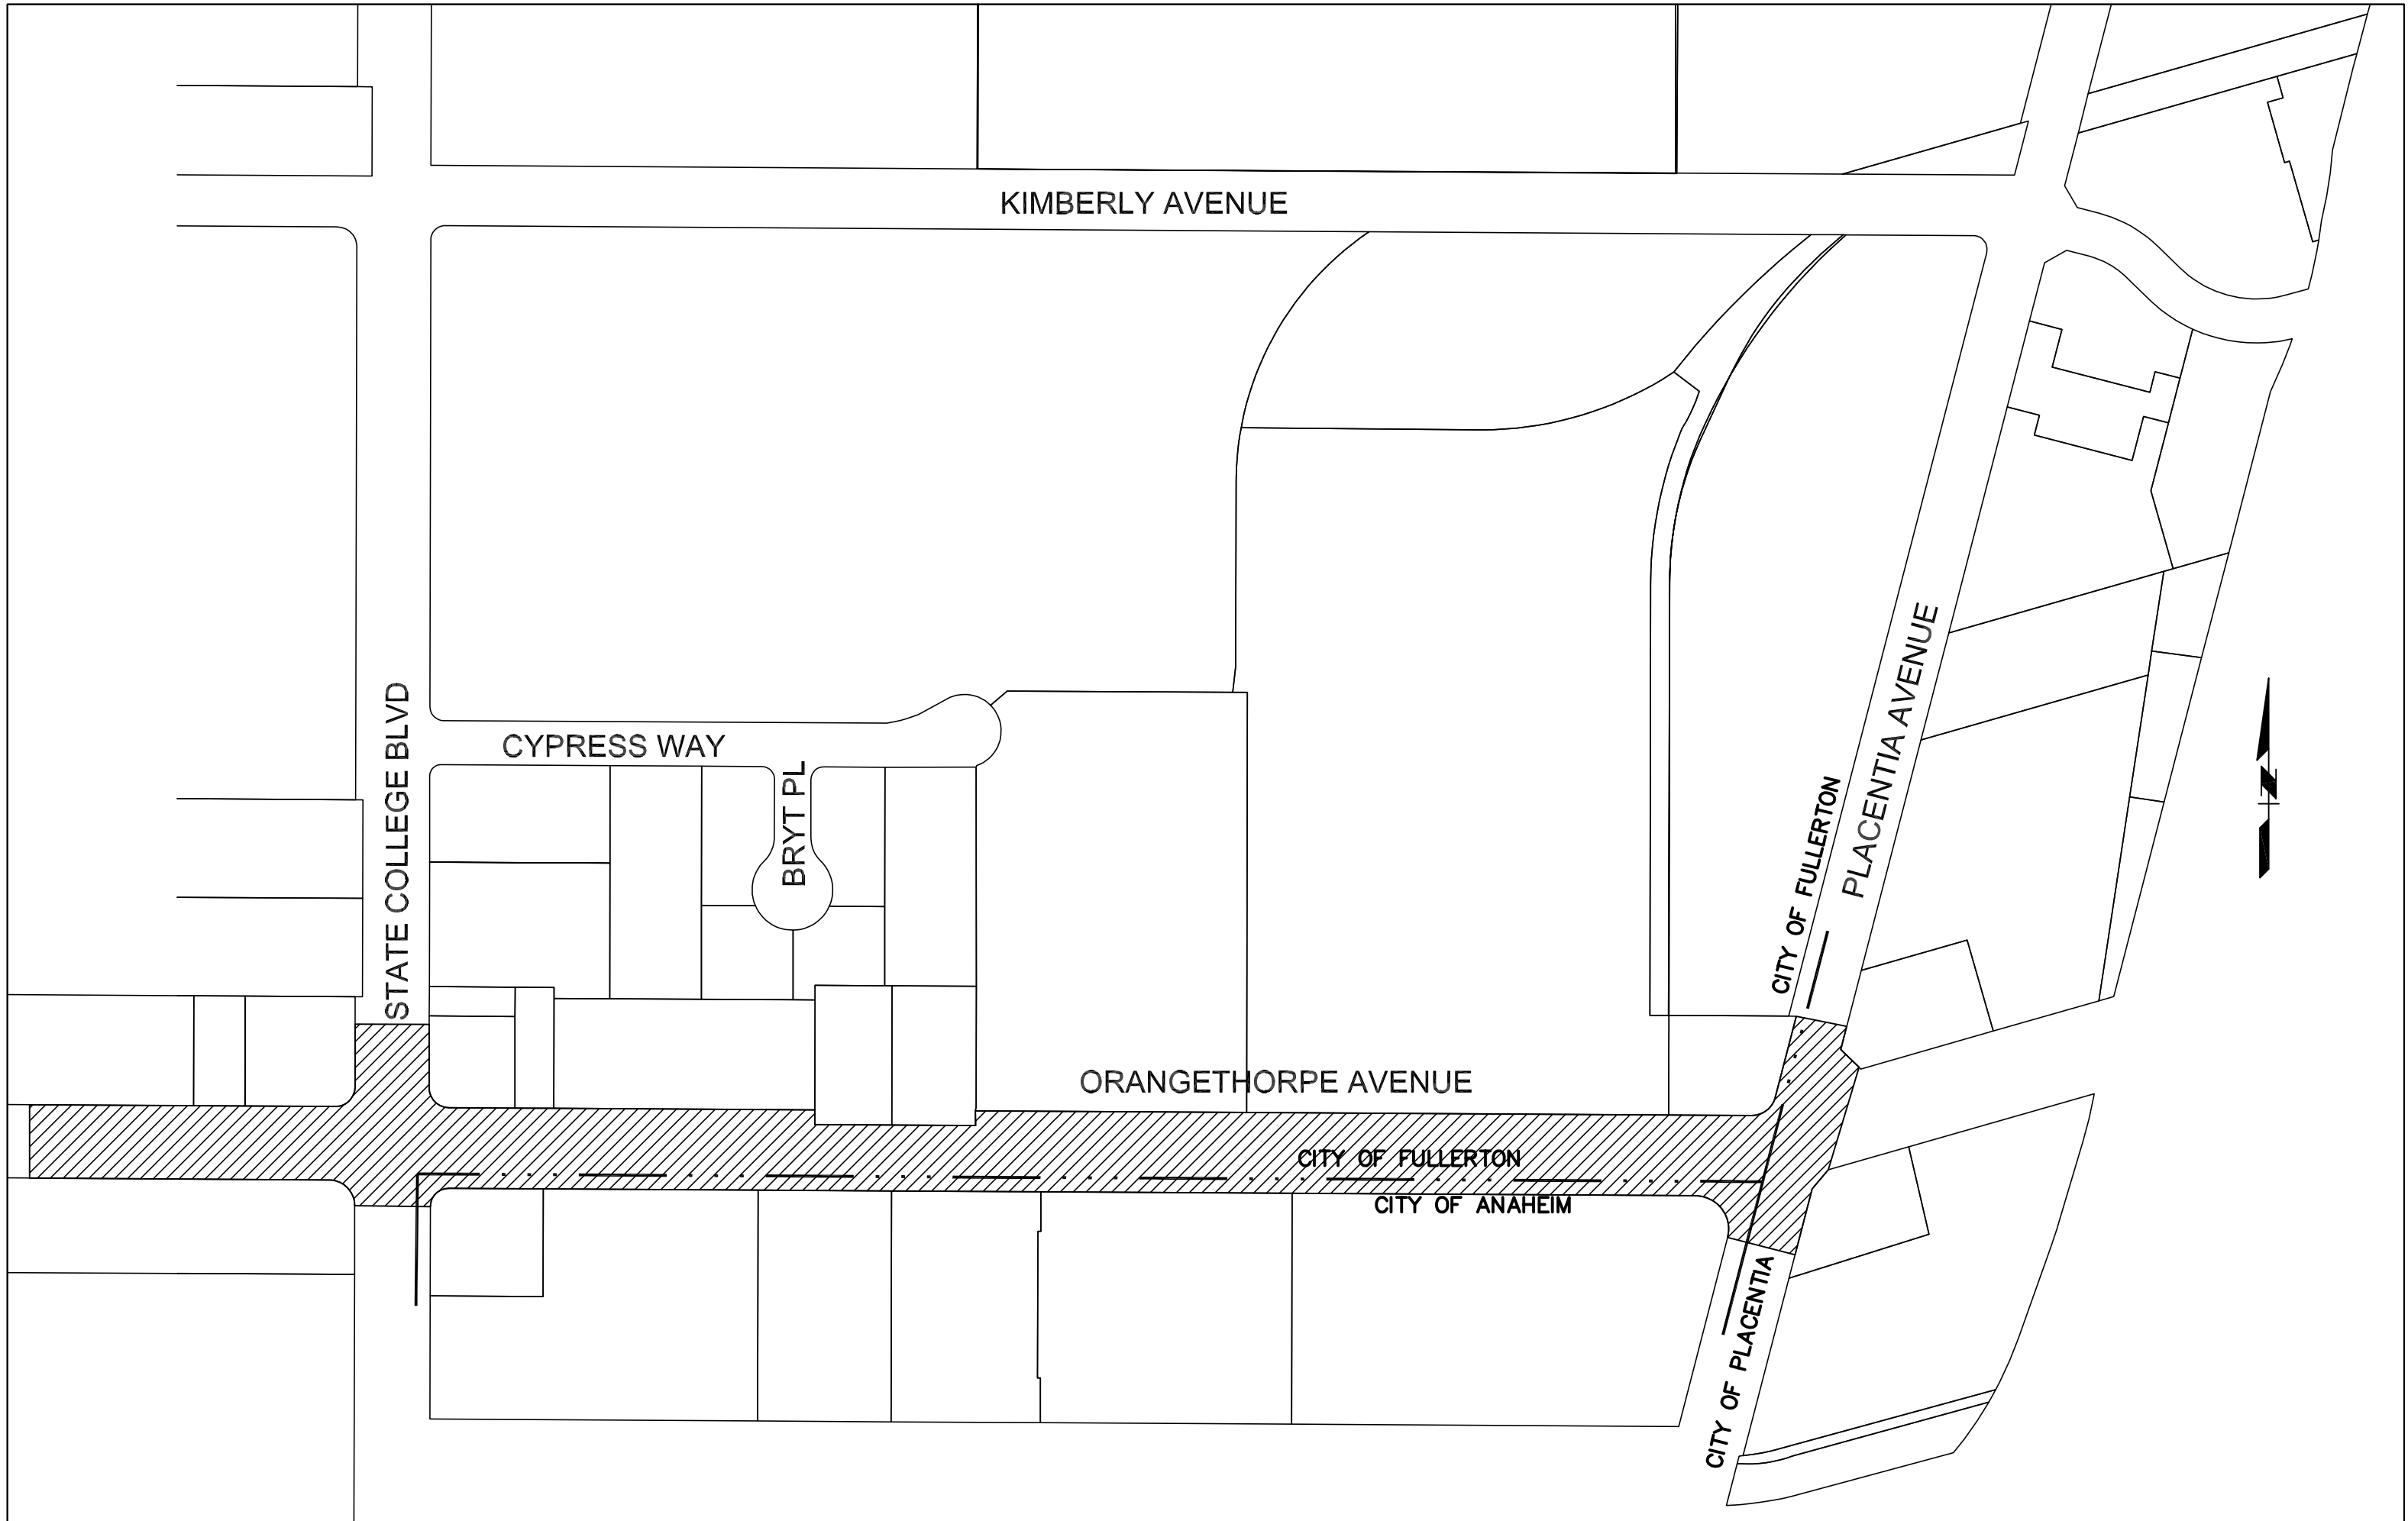 KIMBERLY AVENUE
STATE COLLEGE BLVD
CYPRESS WAY
BRYT PL
PLACENTIA AVENUE
CITY OF FULLERTON
N
ORANGETHORPE AVENUE
CITY OF FULLERTON
CITY OF ANAHEIM
CITY OF PLACENTIA